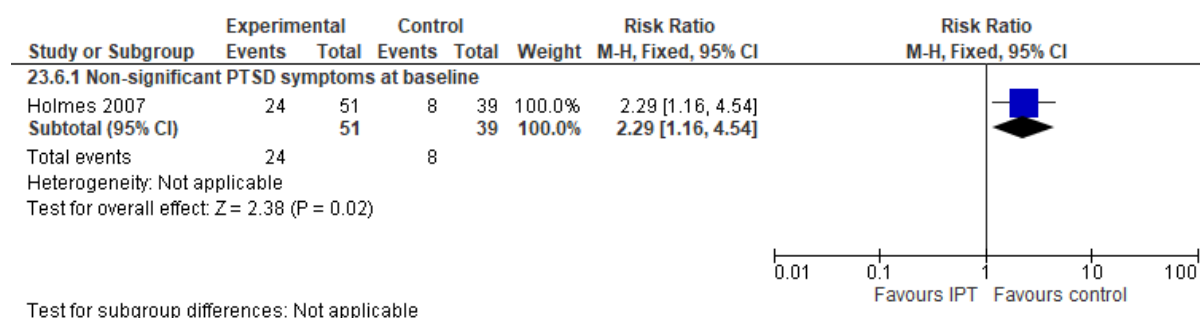 Experimental Control Risk Ratio Risk Ratio
Study or Subgroup Events Total Events Total Weight M-H, Fixed, 95% CI M-H, Fixed, 95% CI
23.6.1 Non-significant PTSD symptoms at baseline
Holmes 2007 24 51 8 39 100.0% 2.29 [1.16, 4.54]
Subtotal (95% CI) 51 39 100.0% 2.29 [1.16, 4.54]
Total events 24 8
Heterogeneity: Not applicable
Test for overall effect: Z = 2.38 (P = 0.02)
0.01 0.1 1 10 100
Favours IPT Favours control
Test for subgroup differences: Not applicable